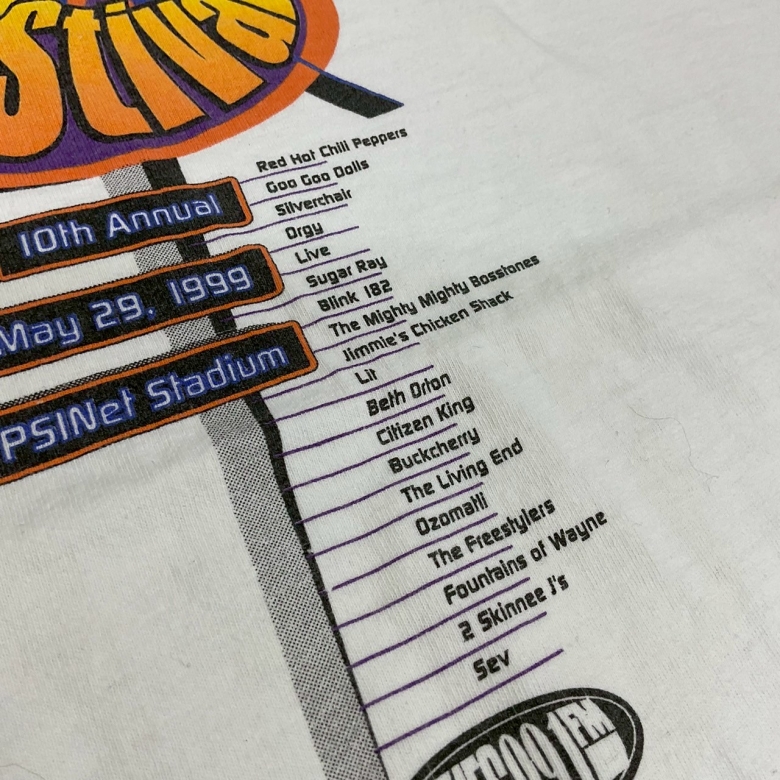 stival
10th Annual
May 29, 1999
PSINet Stadium
Red Hot Chili Peppers
Goo Goo Dolls
Silverchair
Orgy
Live
Sugar Ray
Blink 182
The Mighty Mighty Bosstones
Jimmie's Chicken Shack
Lit
Beth Orton
Citizen King
Buckcherry
The Living End
Ozomatli
The Freestylers
Fountains of Wayne
2 Skinnee J's
Sev
99.1FM